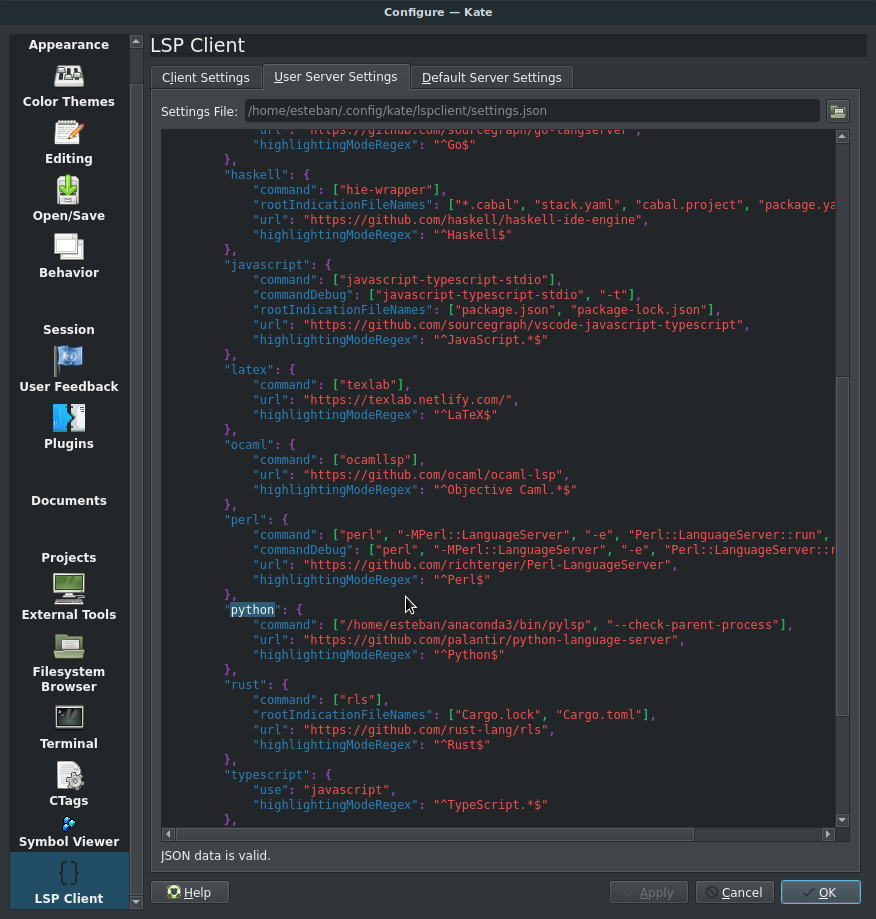 Configure — Kate
Appearance
Color Themes
Editing
Open/Save
Behavior
Session
User Feedback
Plugins
Documents
Projects
External Tools
Filesystem
Browser
Terminal
CTags
Symbol Viewer
{}
LSP Client
LSP Client
Client Settings
User Server Settings
Default Server Settings
Settings File: /home/esteban/.config/kate/lspclient/settings.json
"url": "https://github.com/sourcegraph/go-langserver",
"highlightingModeRegex": "^Go$"
},
"haskell": {
"command": ["hie-wrapper"],
"rootIndicationFileNames": ["*.cabal", "stack.yaml", "cabal.project", "package.ya
"url": "https://github.com/haskell/haskell-ide-engine",
"highlightingModeRegex": "^Haskell$"
},
"javascript": {
"command": ["javascript-typescript-stdio"],
"commandDebug": ["javascript-typescript-stdio", "-t"],
"rootIndicationFileNames": ["package.json", "package-lock.json"],
"url": "https://github.com/sourcegraph/vscode-javascript-typescript",
"highlightingModeRegex": "^JavaScript.*$"
},
"latex": {
"command": ["texlab"],
"url": "https://texlab.netlify.com/",
"highlightingModeRegex": "^LaTeX$"
},
"ocaml": {
"command": ["ocamllsp"],
"url": "https://github.com/ocaml/ocaml-lsp",
"highlightingModeRegex": "^Objective Caml.*$"
},
"perl": {
"command": ["perl", "-MPerl::LanguageServer", "-e", "Perl::LanguageServer::run",
"commandDebug": ["perl", "-MPerl::LanguageServer", "-e", "Perl::LanguageServer::r
"url": "https://github.com/richterger/Perl-LanguageServer",
"highlightingModeRegex": "^Perl$"
},
"python": {
"command": ["/home/esteban/anaconda3/bin/pylsp", "--check-parent-process"],
"url": "https://github.com/palantir/python-language-server",
"highlightingModeRegex": "^Python$"
},
"rust": {
"command": ["rls"],
"rootIndicationFileNames": ["Cargo.lock", "Cargo.toml"],
"url": "https://github.com/rust-lang/rls",
"highlightingModeRegex": "^Rust$"
},
"typescript": {
"use": "javascript",
"highlightingModeRegex": "^TypeScript.*$"
},
JSON data is valid.
Help
Apply
Cancel
OK